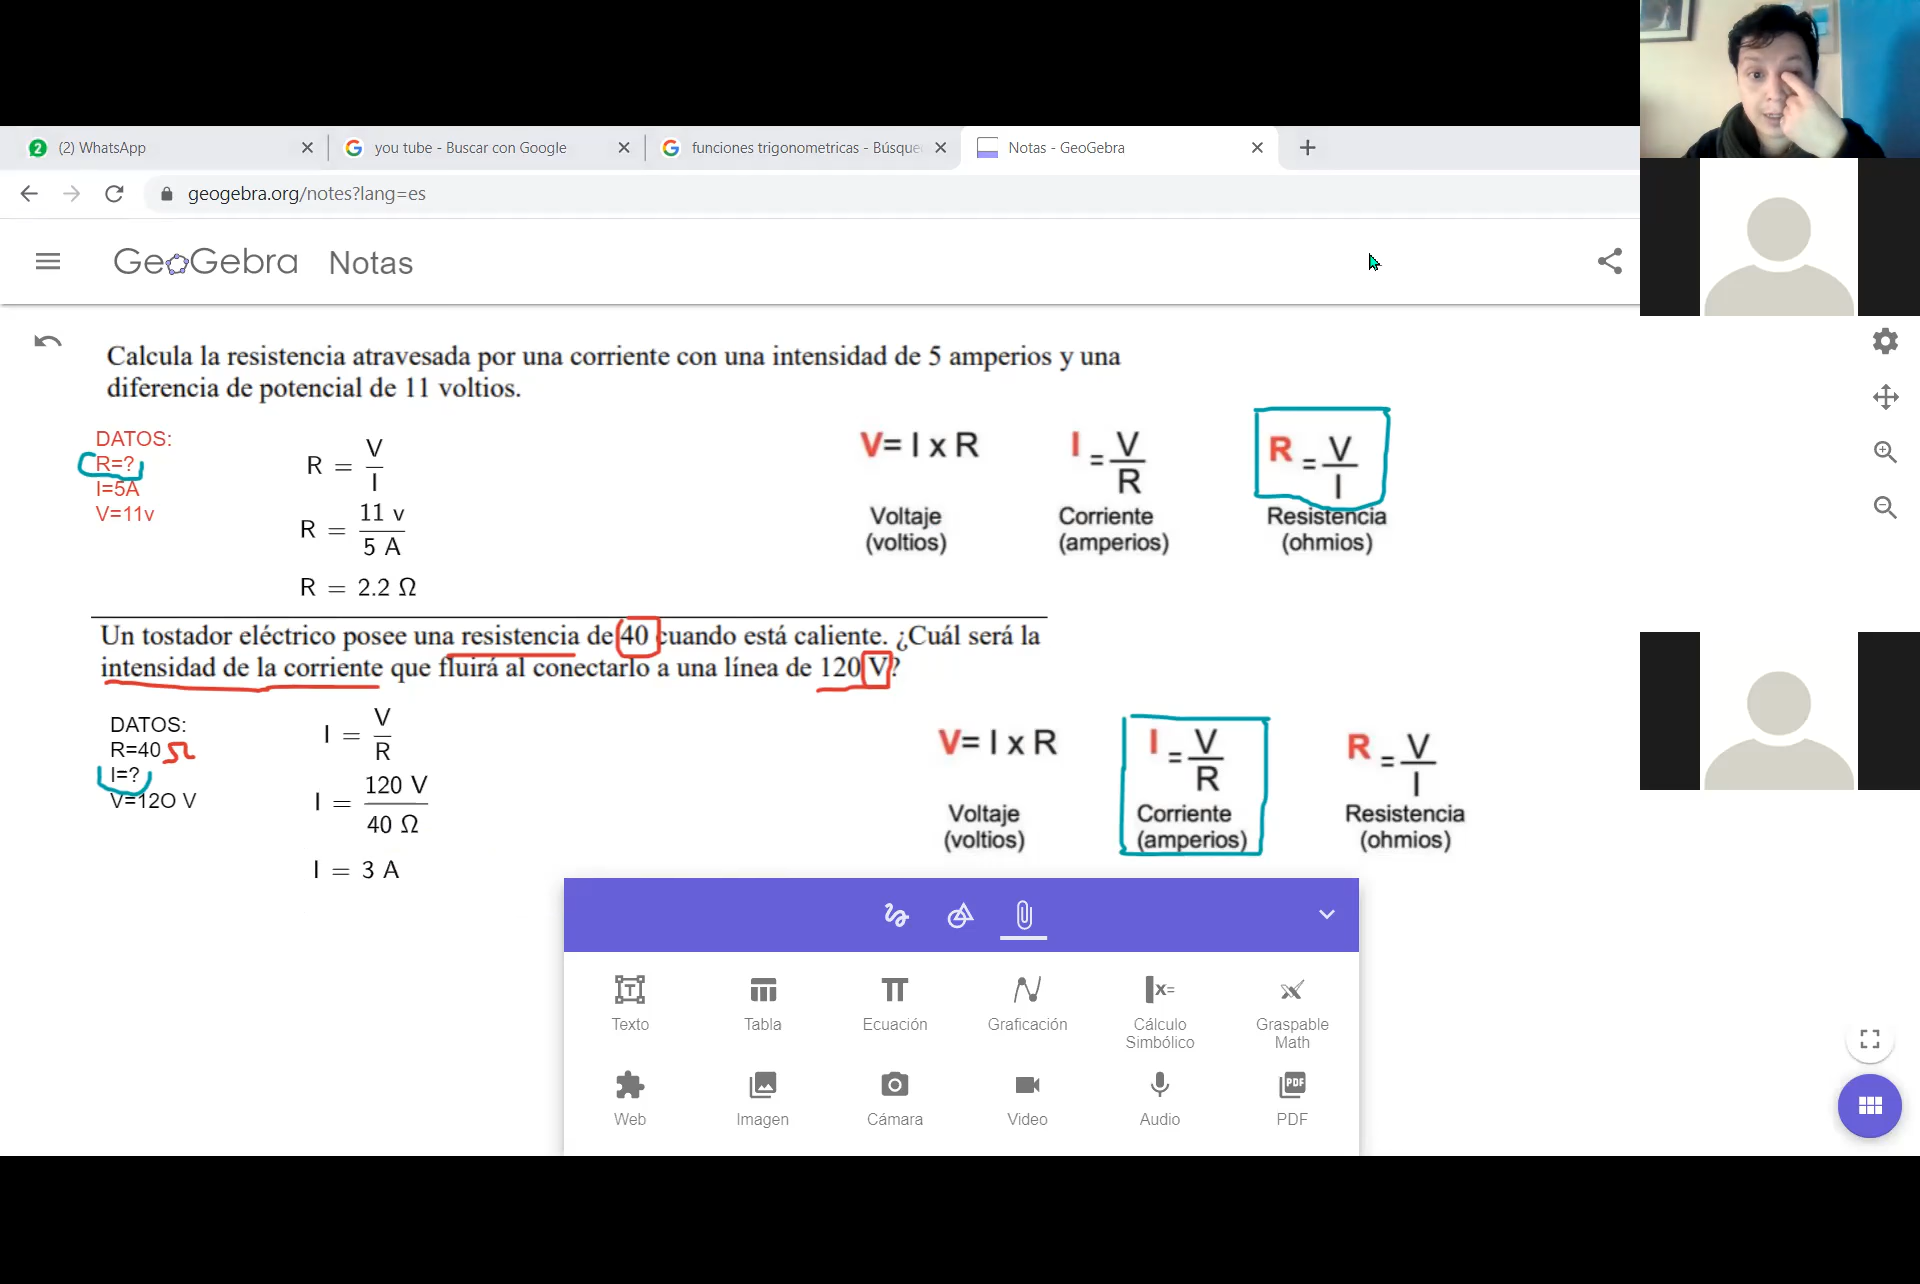 (2) WhatsApp
you tube - Buscar con Google
funciones trigonometricas - Búsque
Notas - GeoGebra
geogebra.org/notes?lang=es
GeoGebra Notas
Calcula la resistencia atravesada por una corriente con una intensidad de 5 amperios y una
diferencia de potencial de 11 voltios.
DATOS:
R=?
I=5A
V=11v
R = V/I
R = 11 v/5 A
R = 2.2 Ω
V= I x R
Voltaje
(voltios)
I = V/R
Corriente
(amperios)
R = V/I
Resistencia
(ohmios)
Un tostador eléctrico posee una resistencia de 40 cuando está caliente. ¿Cuál será la
intensidad de la corriente que fluirá al conectarlo a una línea de 120 V?
DATOS:
R=40 Ω
I=?
V=12O V
I = V/R
I = 120 V/40 Ω
I = 3 A
V= I x R
Voltaje
(voltios)
I = V/R
Corriente
(amperios)
R = V/I
Resistencia
(ohmios)
Texto
Tabla
Ecuación
Graficación
Cálculo
Simbólico
Graspable
Math
Web
Imagen
Cámara
Video
Audio
PDF